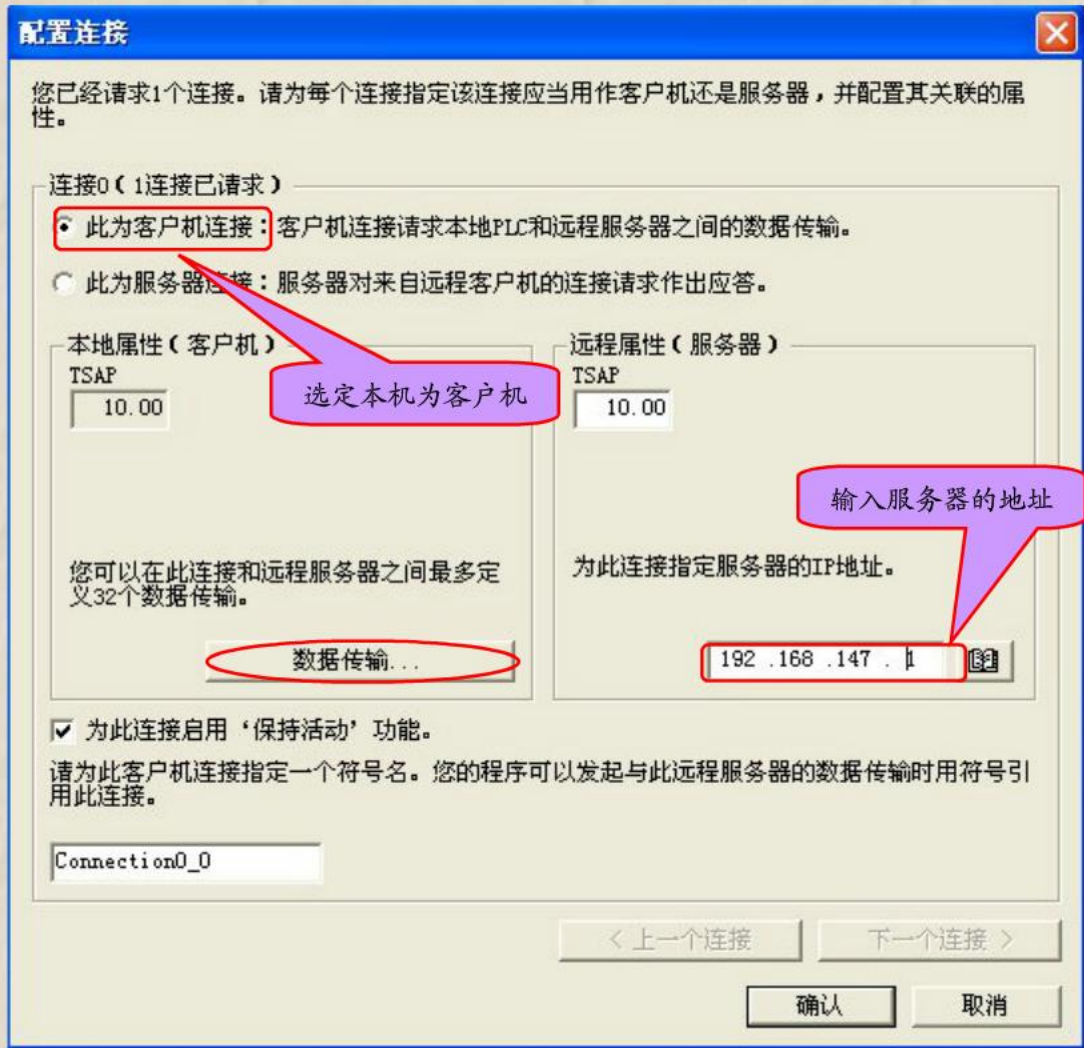 配置连接
您已经请求1个连接。请为每个连接指定该连接应当用作客户机还是服务器，并配置其关联的属
性。
连接0（1连接已请求）
此为客户机连接：客户机连接请求本地PLC和远程服务器之间的数据传输。
此为服务器连接：服务器对来自远程客户机的连接请求作出应答。
本地属性（客户机）
TSAP
10.00
选定本机为客户机
远程属性（服务器）
TSAP
10.00
输入服务器的地址
您可以在此连接和远程服务器之间最多定
义32个数据传输。
数据传输...
为此连接指定服务器的IP地址。
192 .168 .147 . 1
为此连接启用‘保持活动’功能。
请为此客户机连接指定一个符号名。您的程序可以发起与此远程服务器的数据传输时用符号引
用此连接。
Connection0_0
< 上一个连接
下一个连接 >
确认
取消